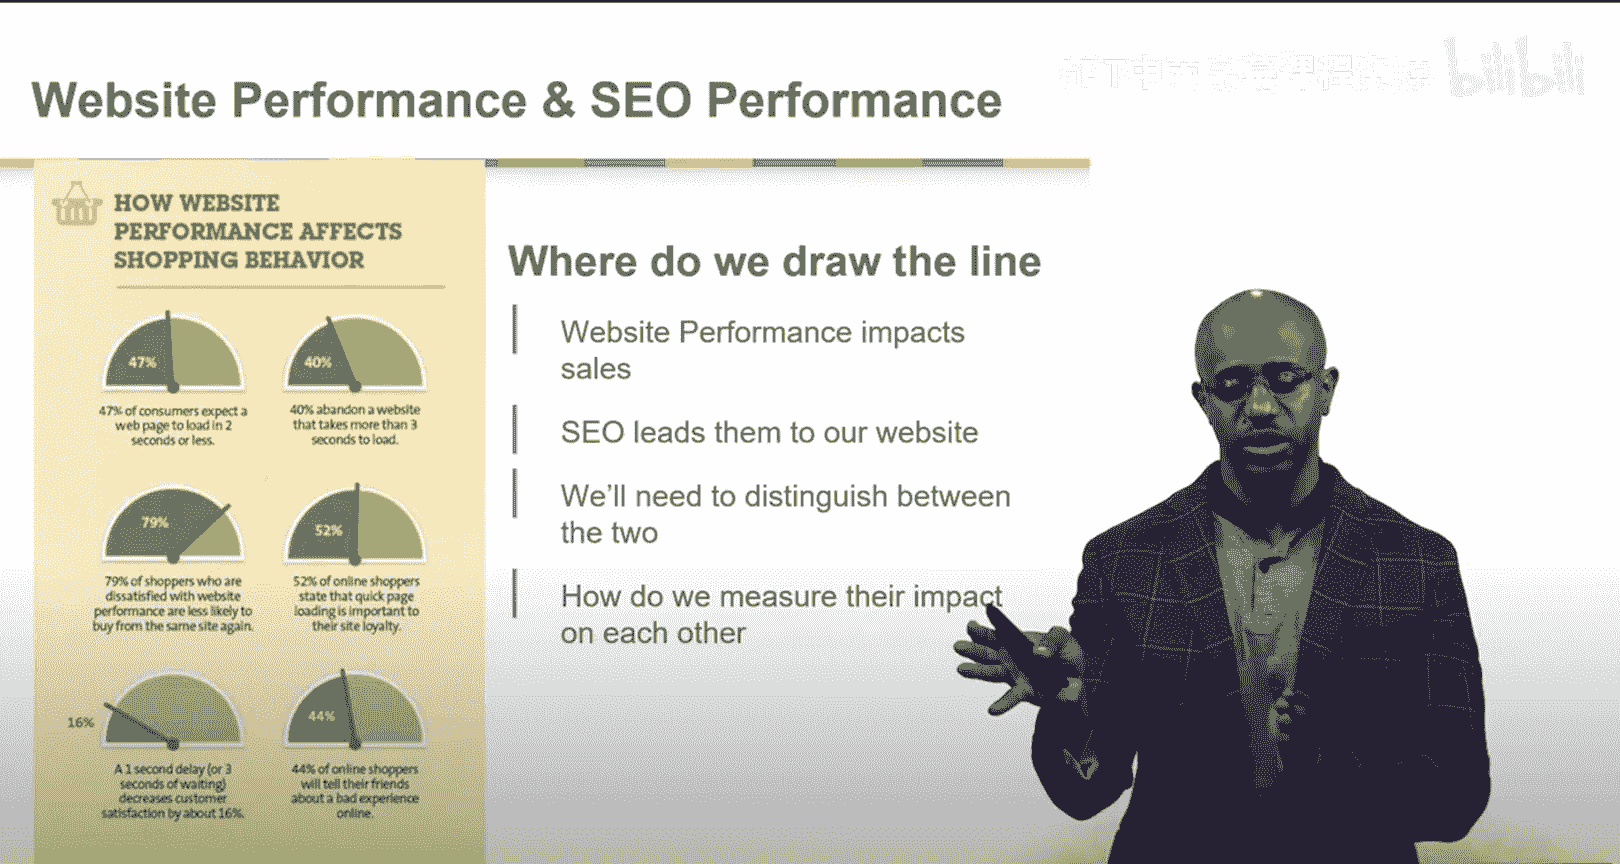 Website Performance & SEO Performance
bilibili
HOW WEBSITE
PERFORMANCE AFFECTS
SHOPPING BEHAVIOR
47%
47% of consumers expect a
web page to load in 2
seconds or less.
40%
40% abandon a website
that takes more than 3
seconds to load.
79%
79% of shoppers who are
dissatisfied with website
performance are less likely to
buy from the same site again.
52%
52% of online shoppers
state that quick page
loading is important to
their site loyalty.
16%
A 1 second delay (or 3
seconds of waiting)
decreases customer
satisfaction by about 16%.
44%
44% of online shoppers
will tell their friends
about a bad experience
online.
Where do we draw the line
Website Performance impacts
sales
SEO leads them to our website
We’ll need to distinguish between
the two
How do we measure their impact
on each other